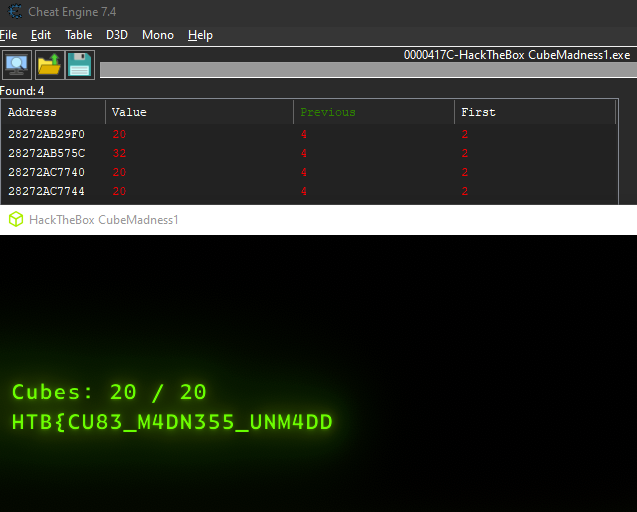 Cheat Engine 7.4
File Edit Table D3D Mono Help
0000417C-HackTheBox CubeMadness1.exe
Found: 4
Address Value Previous First
28272AB29F0 20 4 2
28272AB575C 32 4 2
28272AC7740 20 4 2
28272AC7744 20 4 2
HackTheBox CubeMadness1
Cubes: 20 / 20
HTB{CU83_M4DN355_UNM4DD